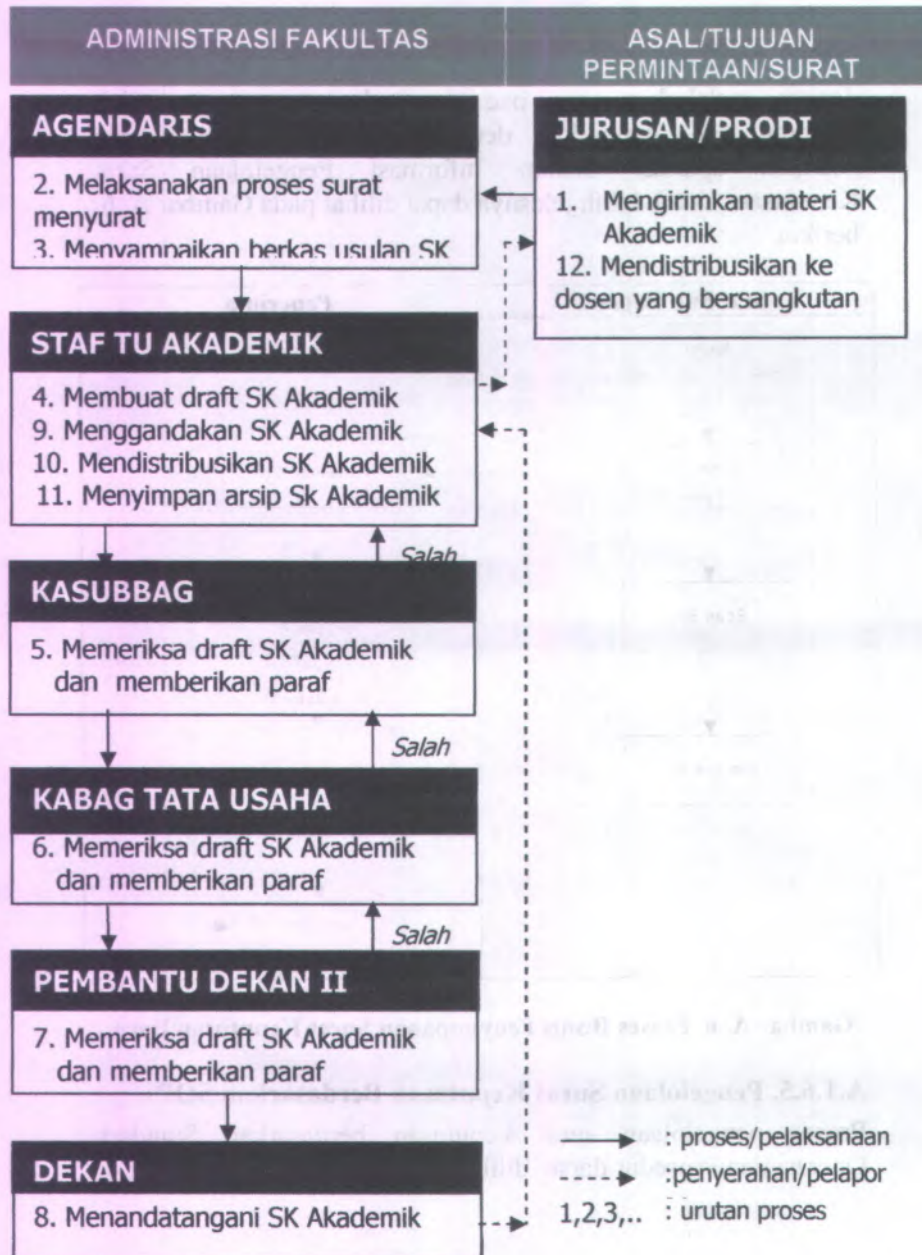 ADMINISTRASI FAKULTAS
ASAL/TUJUAN
PERMINTAAN/SURAT
AGENDARIS
2. Melaksanakan proses surat
menyurat
3. Menyampaikan berkas usulan SK
JURUSAN/PRODI
1. Mengirimkan materi SK
Akademik
12. Mendistribusikan ke
dosen yang bersangkutan
STAF TU AKADEMIK
4. Membuat draft SK Akademik
9. Menggandakan SK Akademik
10. Mendistribusikan SK Akademik
11. Menyimpan arsip Sk Akademik
Salah
KASUBBAG
5. Memeriksa draft SK Akademik
dan memberikan paraf
Salah
KABAG TATA USAHA
6. Memeriksa draft SK Akademik
dan memberikan paraf
Salah
PEMBANTU DEKAN II
7. Memeriksa draft SK Akademik
dan memberikan paraf
DEKAN
8. Menandatangani SK Akademik
: proses/pelaksanaan
:penyerahan/pelapor
1,2,3,.. : urutan proses